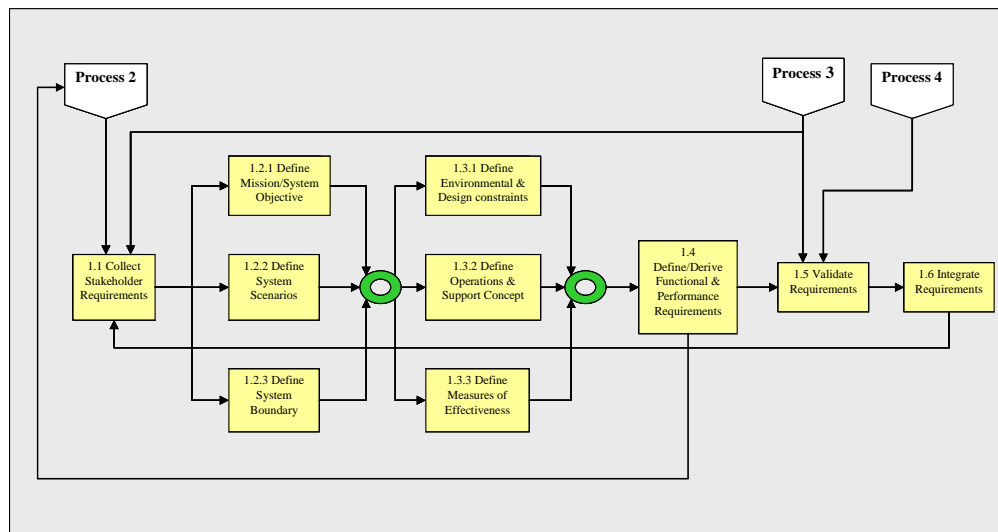 Process 2
Process 3
Process 4
1.2.1 Define
Mission/System
Objective
1.3.1 Define
Environmental &
Design constraints
1.1 Collect
Stakeholder
Requirements
1.2.2 Define
System
Scenarios
1.3.2 Define
Operations &
Support Concept
1.4
Define/Derive
Functional &
Performance
Requirements
1.5 Validate
Requirements
1.6 Integrate
Requirements
1.2.3 Define
System
Boundary
1.3.3 Define
Measures of
Effectiveness